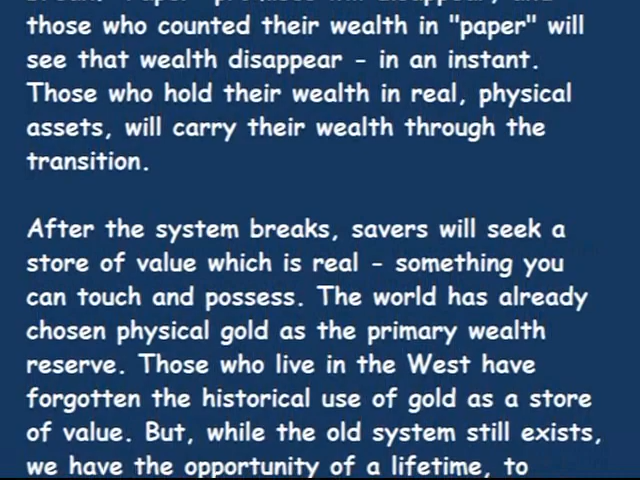 those who counted their wealth in "paper" will
see that wealth disappear - in an instant.
Those who hold their wealth in real, physical
assets, will carry their wealth through the
transition.
After the system breaks, savers will seek a
store of value which is real - something you
can touch and possess. The world has already
chosen physical gold as the primary wealth
reserve. Those who live in the West have
forgotten the historical use of gold as a store
of value. But, while the old system still exists,
we have the opportunity of a lifetime, to